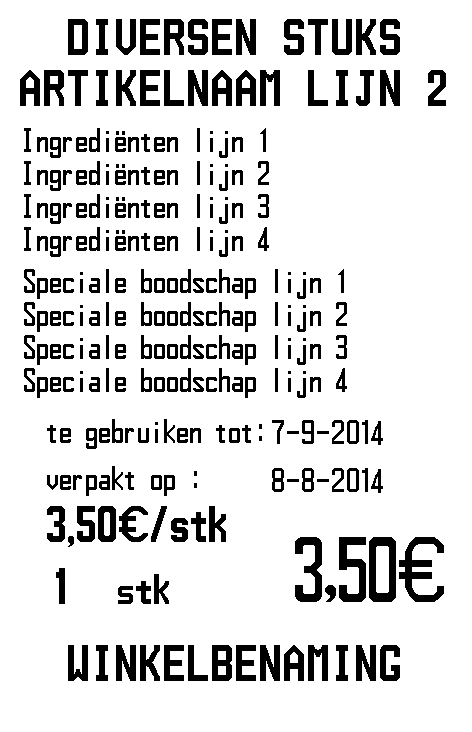 DIVERSEN STUKS
ARTIKELNAAM LIJN 2
Ingrediënten lijn 1
Ingrediënten lijn 2
Ingrediënten lijn 3
Ingrediënten lijn 4
Speciale boodschap lijn 1
Speciale boodschap lijn 2
Speciale boodschap lijn 3
Speciale boodschap lijn 4
te gebruiken tot: 7-9-2014
verpakt op : 8-8-2014
3,50€/stk
1 stk 3,50€
WINKELBENAMING